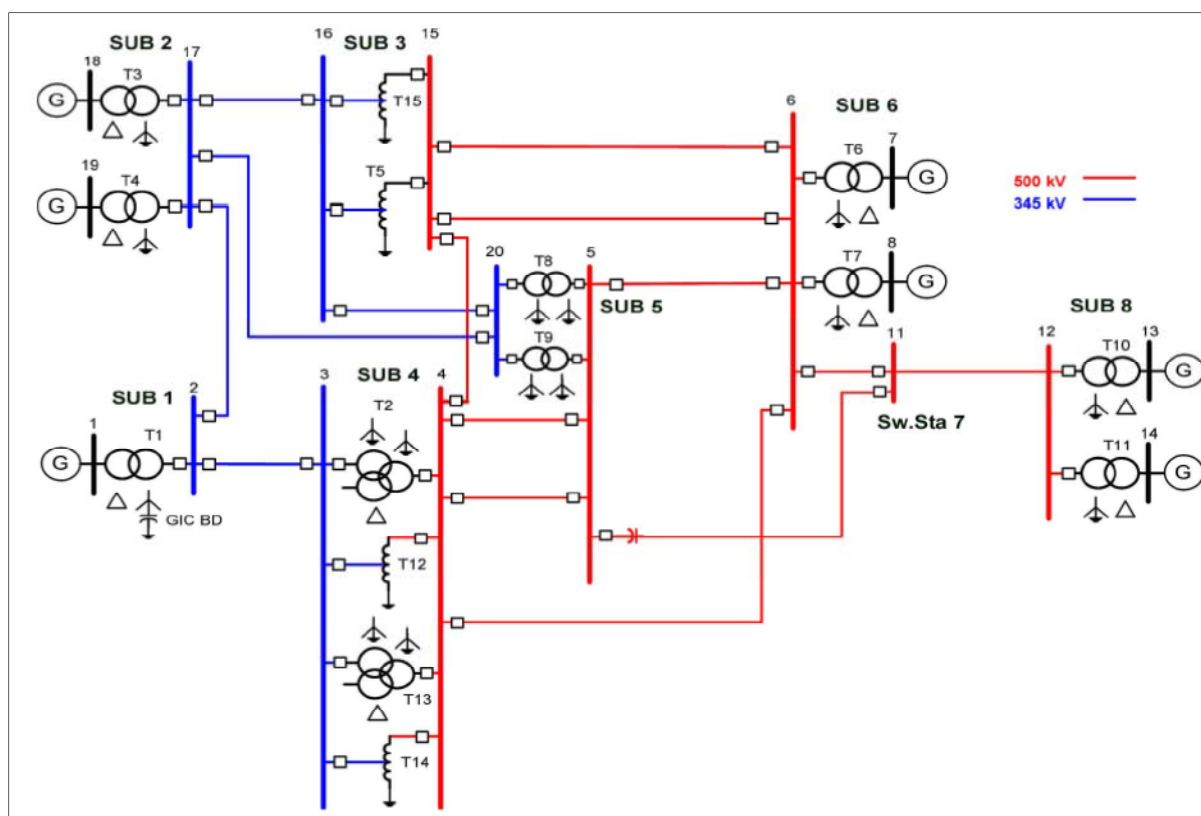 16
15
SUB 2
17
SUB 3
18
T3
G
T15
6
SUB 6
7
T6
G
19
T4
G
T5
500 kV
345 kV
20
5
8
T8
T7
G
SUB 5
SUB 8
11
12
T10
13
G
T9
3
SUB 4
4
SUB 1
2
T2
Sw.Sta 7
1
T1
G
T11
14
G
GIC BD
T12
T13
T14